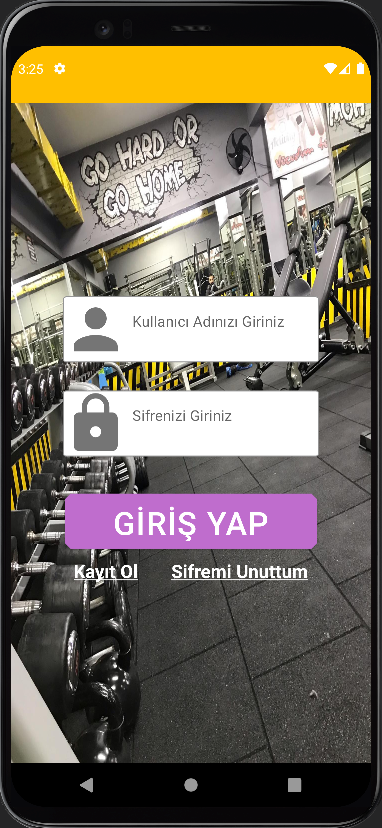 3:25
GO HARD OR
GO HOME
Kullanıcı Adınızı Giriniz
Sifrenizi Giriniz
GİRİŞ YAP
Kayıt Ol
Sifremi Unuttum